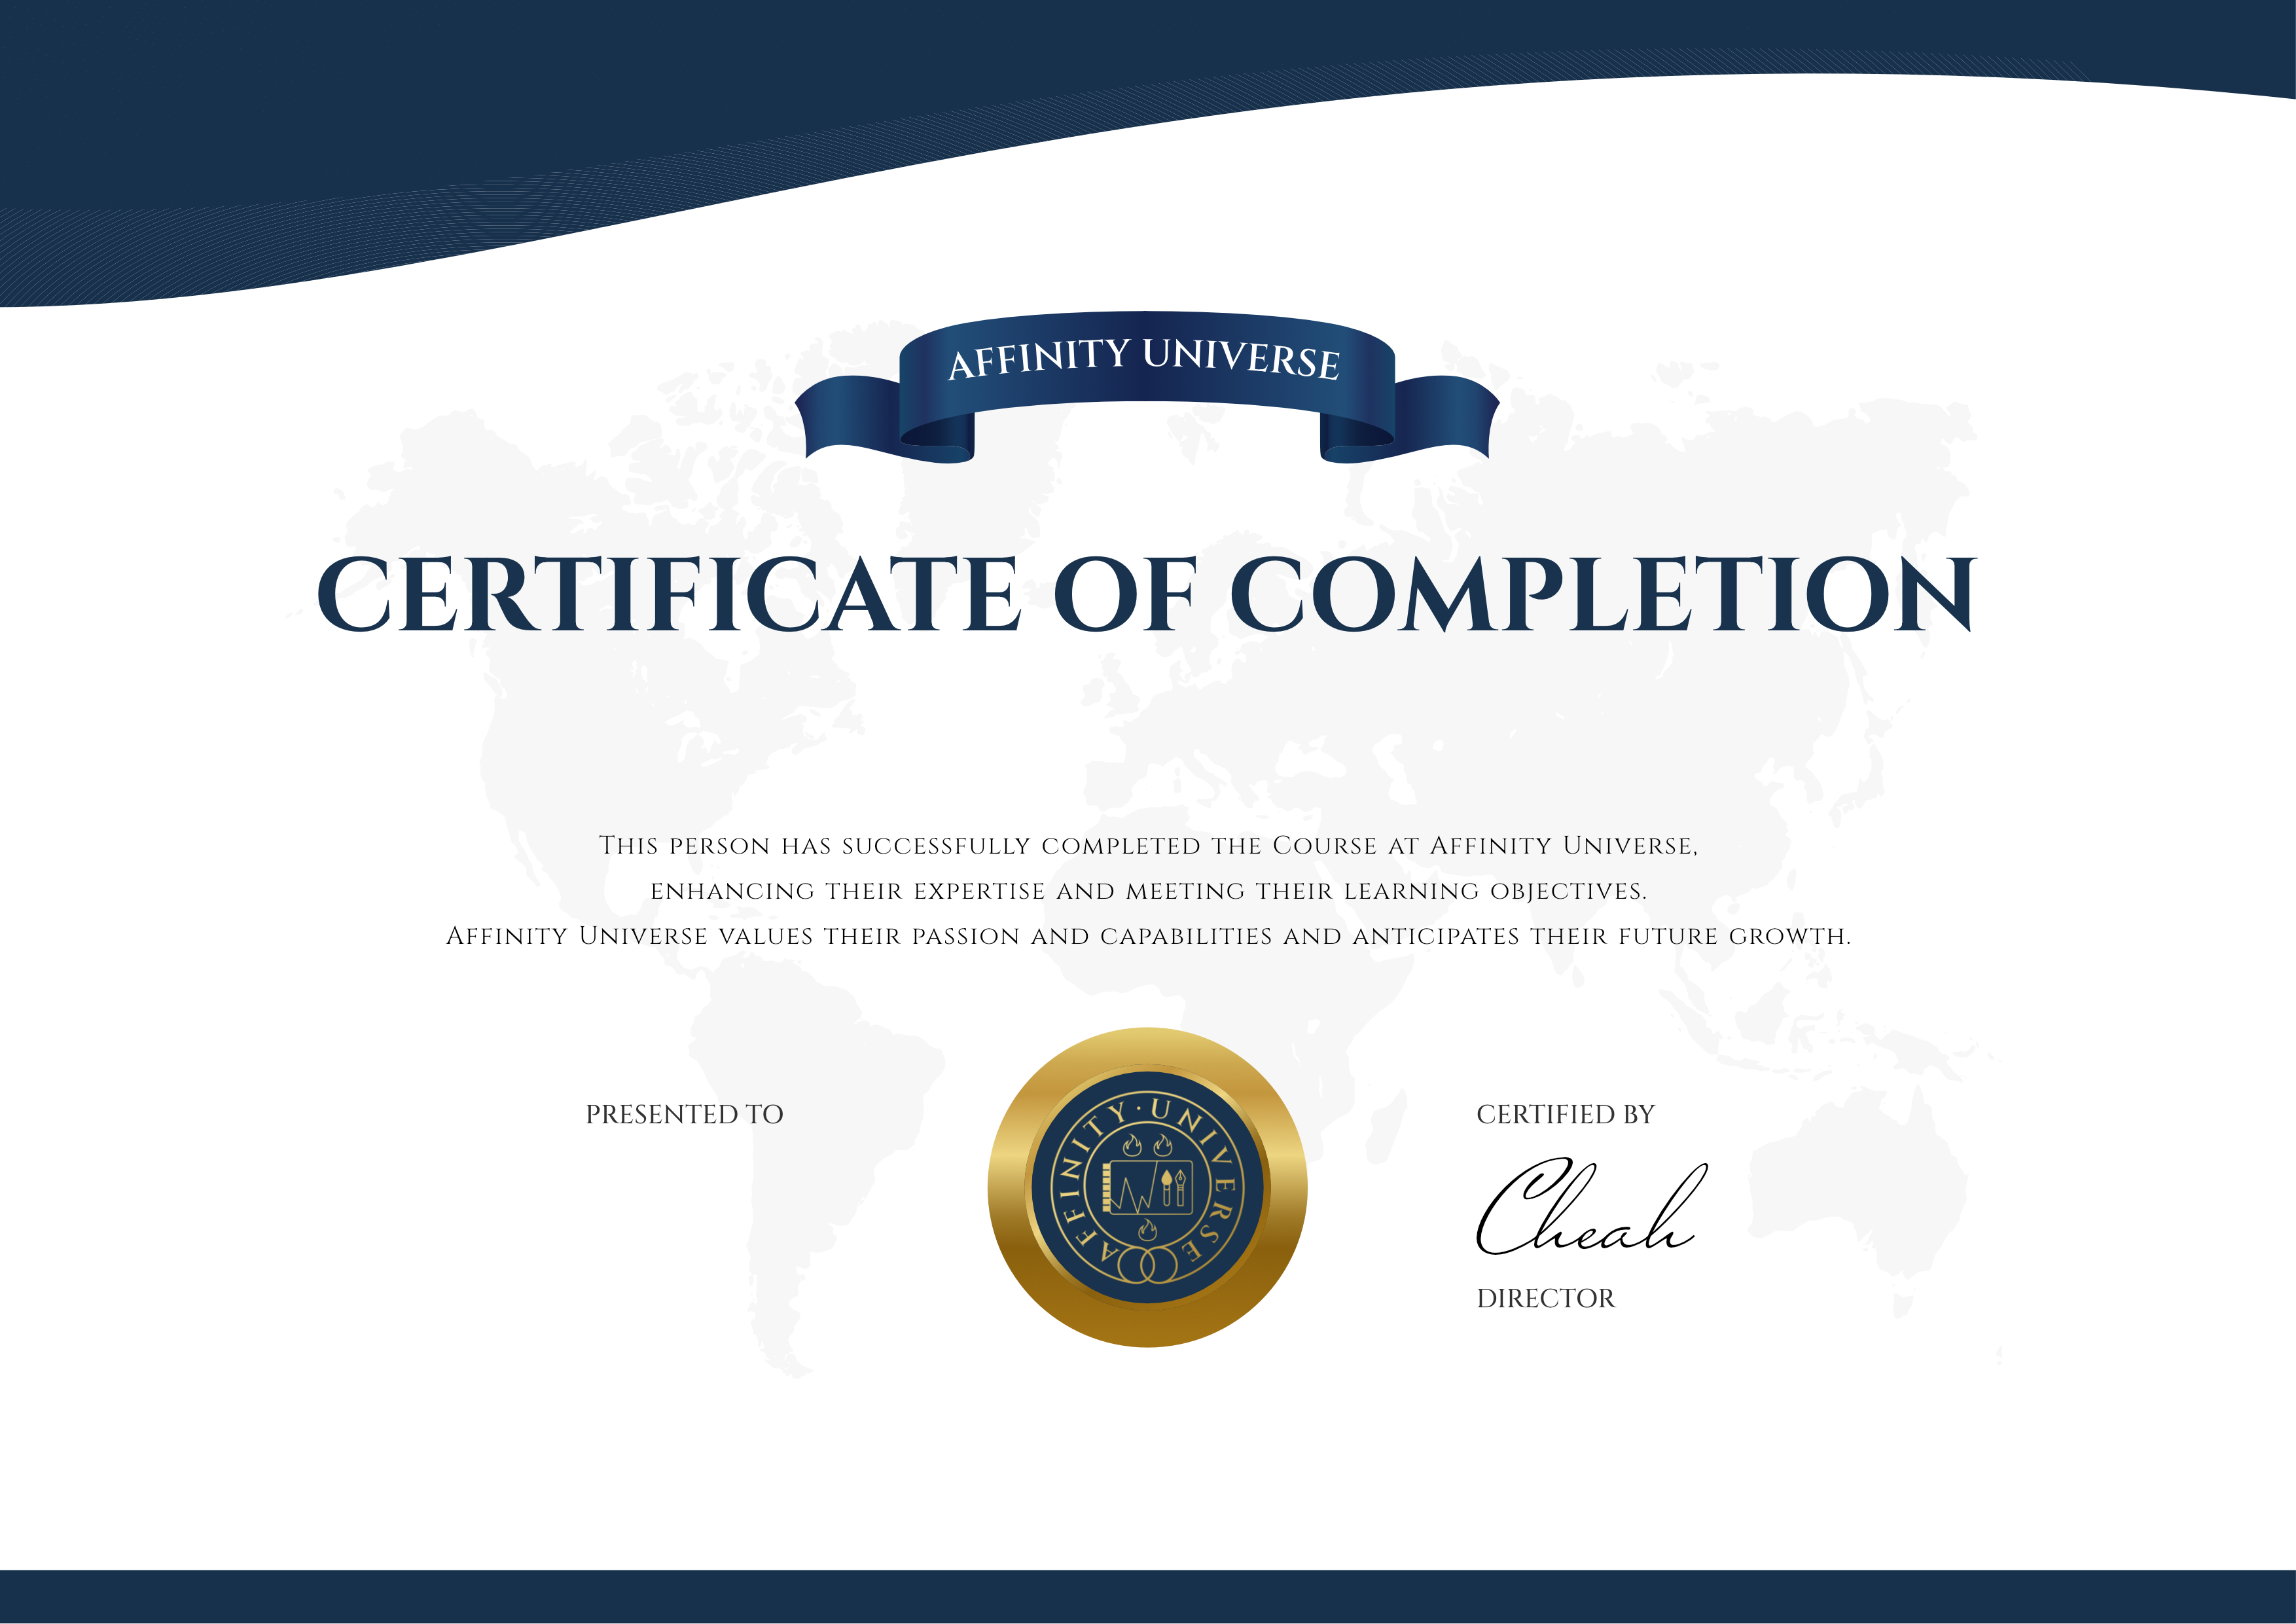 AFFINITY UNIVERSE
CERTIFICATE OF COMPLETION
This person has successfully completed the Course at Affinity Universe,
enhancing their expertise and meeting their learning objectives.
Affinity Universe values their passion and capabilities and anticipates their future growth.
PRESENTED TO
AFFINITY · UNIVERSE
CERTIFIED BY
Cheah
DIRECTOR